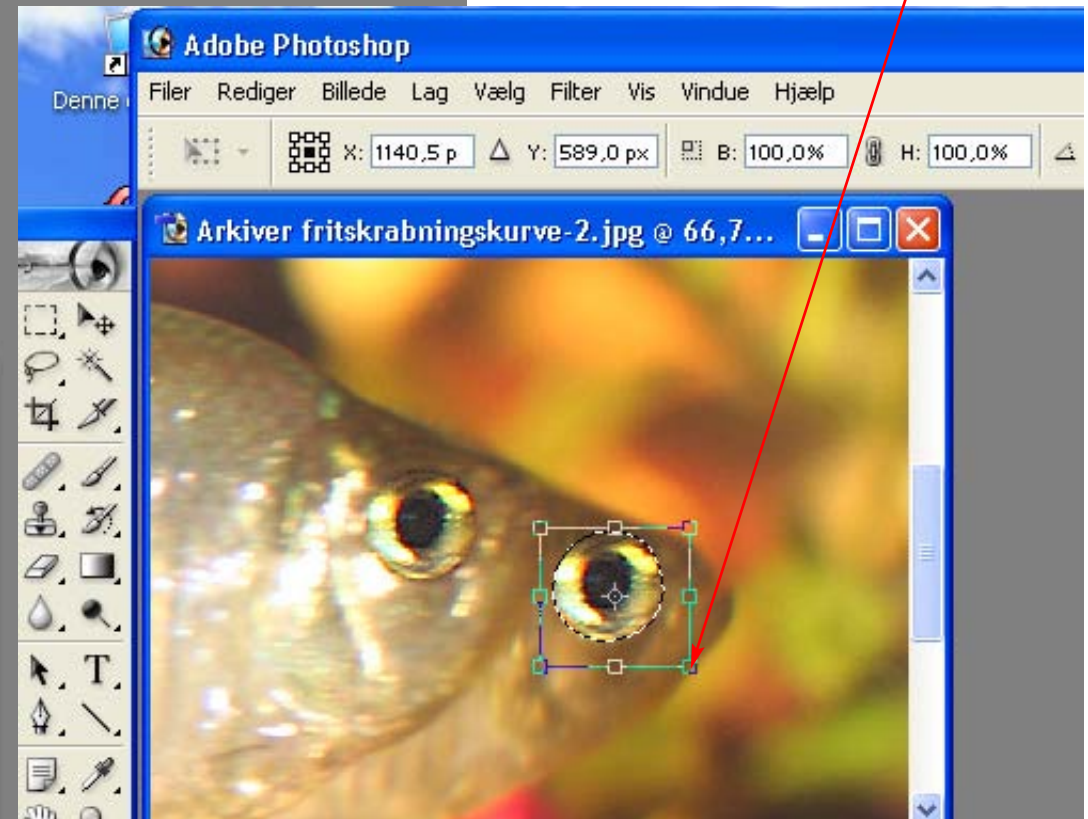 Adobe Photoshop
Denne
Filer Rediger Billede Lag Vælg Filter Vis Vindue Hjælp
X: 1140,5 p Y: 589,0 px B: 100,0% H: 100,0%
Arkiver fritskrabningskurve-2.jpg @ 66,7...
T